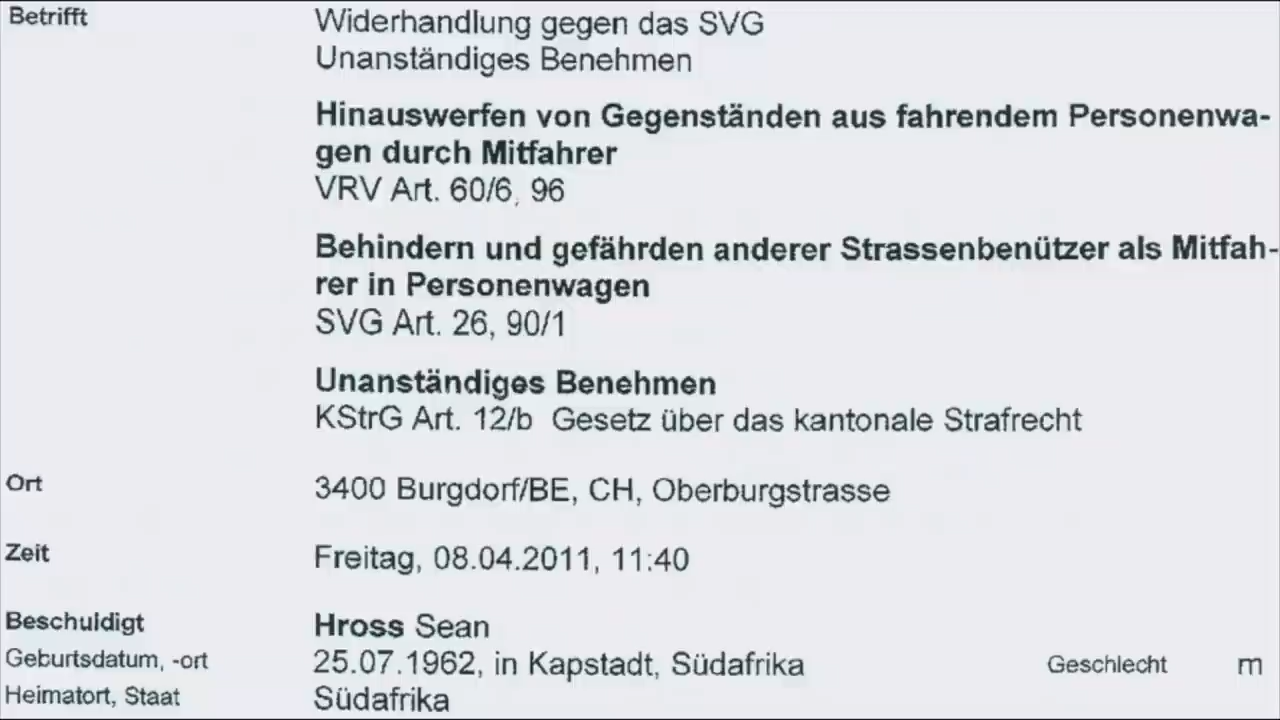 Betrifft Widerhandlung gegen das SVG
Unanständiges Benehmen
Hinauswerfen von Gegenständen aus fahrendem Personenwa-
gen durch Mitfahrer
VRV Art. 60/6, 96
Behindern und gefährden anderer Strassenbenützer als Mitfah-
rer in Personenwagen
SVG Art. 26, 90/1
Unanständiges Benehmen
KStrG Art. 12/b Gesetz über das kantonale Strafrecht
Ort 3400 Burgdorf/BE, CH, Oberburgstrasse
Zeit Freitag, 08.04.2011, 11:40
Beschuldigt Hross Sean
Geburtsdatum, -ort 25.07.1962, in Kapstadt, Südafrika Geschlecht m
Heimatort, Staat Südafrika